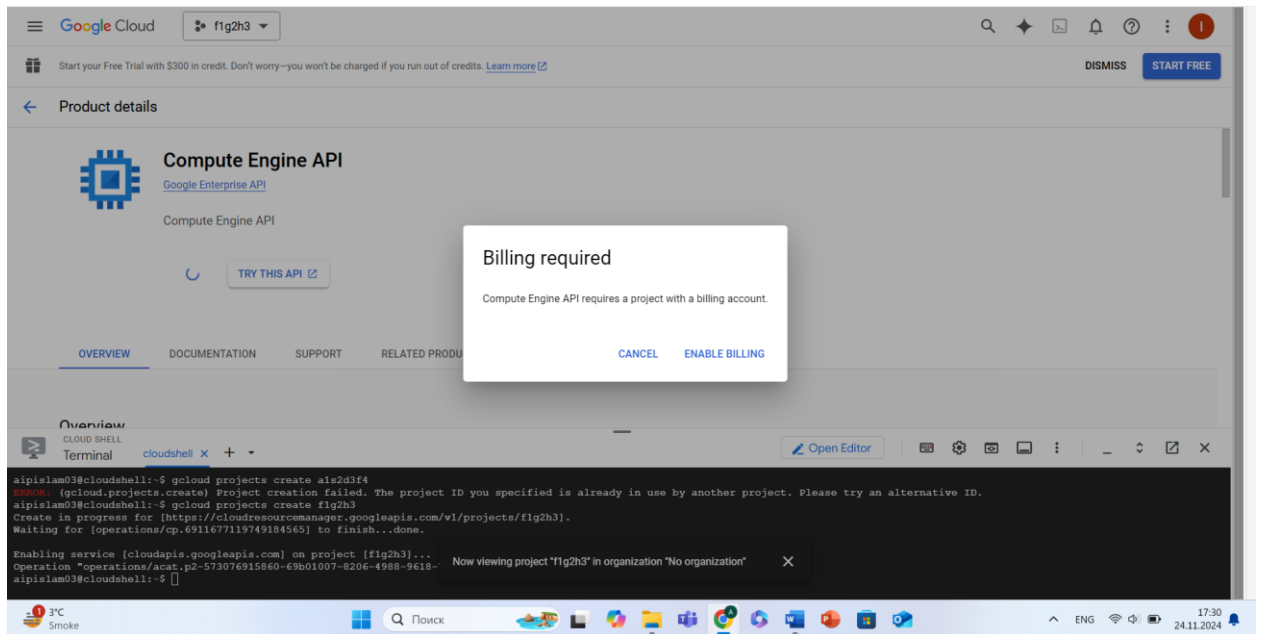 Google Cloud
f1g2h3
I
Start your Free Trial with $300 in credit. Don't worry—you won't be charged if you run out of credits. Learn more
DISMISS
START FREE
Product details
Compute Engine API
Google Enterprise API
Compute Engine API
TRY THIS API
Billing required
Compute Engine API requires a project with a billing account.
CANCEL
ENABLE BILLING
OVERVIEW
DOCUMENTATION
SUPPORT
RELATED PRODU
Overview
CLOUD SHELL
Terminal
cloudshell
Open Editor
aipislam03@cloudshell:~$ gcloud projects create a1s2d3f4
ERROR: (gcloud.projects.create) Project creation failed. The project ID you specified is already in use by another project. Please try an alternative ID.
aipislam03@cloudshell:~$ gcloud projects create f1g2h3
Create in progress for [https://cloudresourcemanager.googleapis.com/v1/projects/f1g2h3].
Waiting for [operations/cp.6911677119749184565] to finish...done.
Enabling service [cloudapis.googleapis.com] on project [f1g2h3]...
Operation "operations/acat.p2-573076915860-69b01007-8206-4988-9618-
aipislam03@cloudshell:~$
Now viewing project "f1g2h3" in organization "No organization"
1
3°C
Smoke
Поиск
A
ENG
17:30
24.11.2024